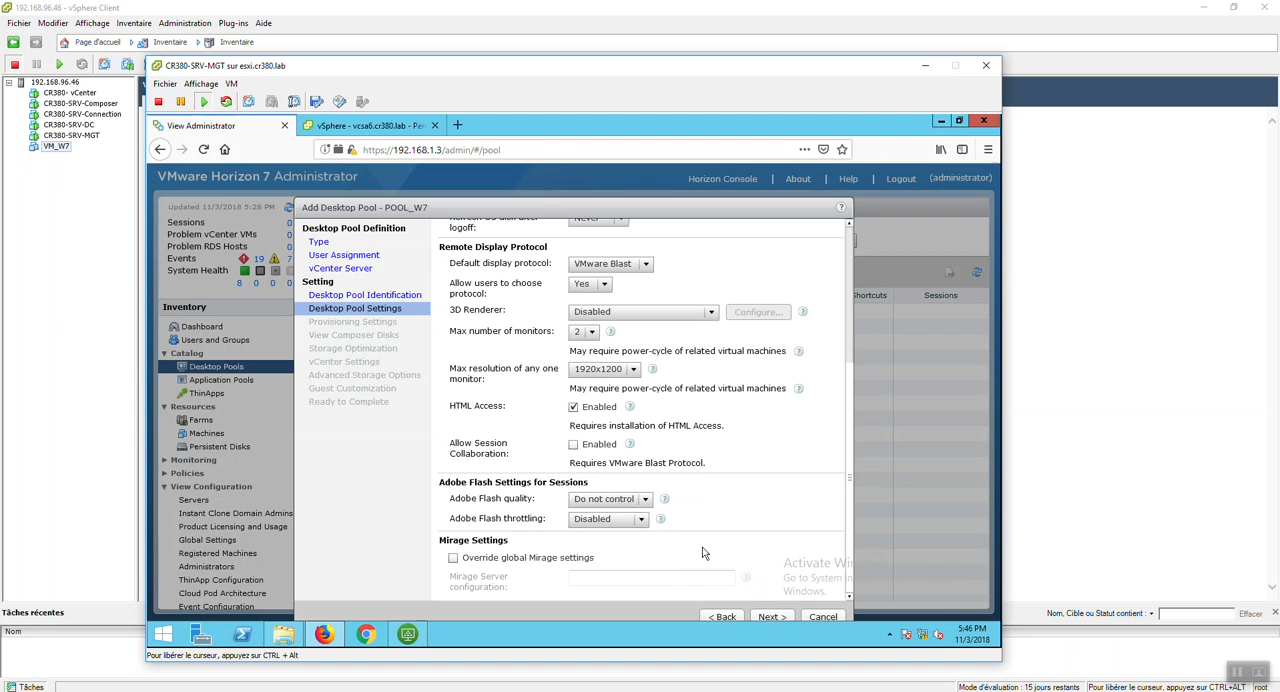 192.168.96.46 - vSphere Client
Fichier Modifier Affichage Inventaire Administration Plug-ins Aide
Page d'accueil Inventaire Inventaire
192.168.96.46
CR380- vCenter
CR380-SRV-Composer
CR380-SRV-Connection
CR380-SRV-DC
CR380-SRV-MGT
VM_W7
CR380-SRV-MGT sur esxi.cr380.lab
Fichier Affichage VM
View Administrator
vSphere - vcsa6.cr380.lab - Per
https://192.168.1.3/admin/#/pool
VMware Horizon 7 Administrator
Horizon Console | About | Help | Logout (administrator)
Updated 11/3/2018 5:28 PM
Sessions 0
Problem vCenter VMs 0
Problem RDS Hosts 0
Events 19 7
System Health
8 0 0 0
Inventory
Dashboard
Users and Groups
Catalog
Desktop Pools
Application Pools
ThinApps
Resources
Farms
Machines
Persistent Disks
Monitoring
Policies
View Configuration
Servers
Instant Clone Domain Admins
Product Licensing and Usage
Global Settings
Registered Machines
Administrators
ThinApp Configuration
Cloud Pod Architecture
Event Configuration
Add Desktop Pool - POOL_W7
Desktop Pool Definition
Type
User Assignment
vCenter Server
Setting
Desktop Pool Identification
Desktop Pool Settings
Provisioning Settings
View Composer Disks
Storage Optimization
vCenter Settings
Advanced Storage Options
Guest Customization
Ready to Complete
logoff:
Never
Remote Display Protocol
Default display protocol: VMware Blast
Allow users to choose protocol: Yes
3D Renderer: Disabled Configure...
Max number of monitors: 2
May require power-cycle of related virtual machines
Max resolution of any one monitor: 1920x1200
May require power-cycle of related virtual machines
HTML Access: Enabled
Requires installation of HTML Access.
Allow Session Collaboration: Enabled
Requires VMware Blast Protocol.
Adobe Flash Settings for Sessions
Adobe Flash quality: Do not control
Adobe Flash throttling: Disabled
Mirage Settings
Override global Mirage settings
Mirage Server configuration:
< Back Next > Cancel
Shortcuts Sessions
Activate Win
Go to System in
Windows.
5:46 PM
11/3/2018
Pour libérer le curseur, appuyez sur CTRL + Alt
Tâches récentes
Nom, Cible ou Statut contient : Effacer
Nom
Tâches
Mode d'évaluation : 15 jours restants Pour libérer le curseur, appuyez sur CTRL+ALT root